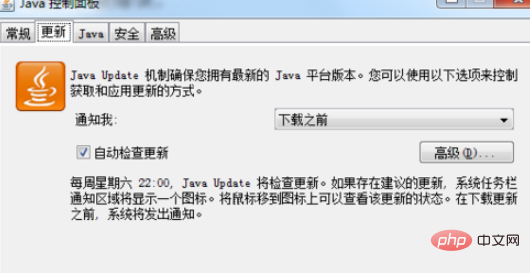 Java 控制面板
常规 更新 Java 安全 高级
Java Update 机制确保您拥有最新的 Java 平台版本。您可以使用以下选项来控制
获取和应用更新的方式。
通知我: 下载之前
自动检查更新 高级(D)...
每周星期六 22:00, Java Update 将检查更新。如果存在建议的更新, 系统任务栏
通知区域将显示一个图标。将鼠标移到图标上可以查看该更新的状态。在下载更新
之前, 系统将发出通知。
php 中文网